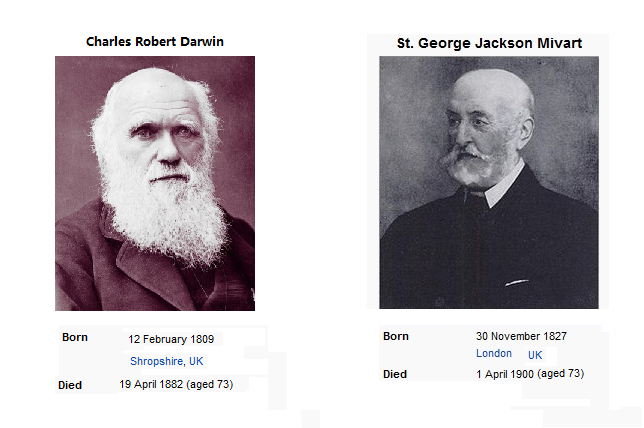 Charles Robert Darwin
Born 12 February 1809
Shropshire, UK
Died 19 April 1882 (aged 73)
St. George Jackson Mivart
Born 30 November 1827
London UK
Died 1 April 1900 (aged 73)